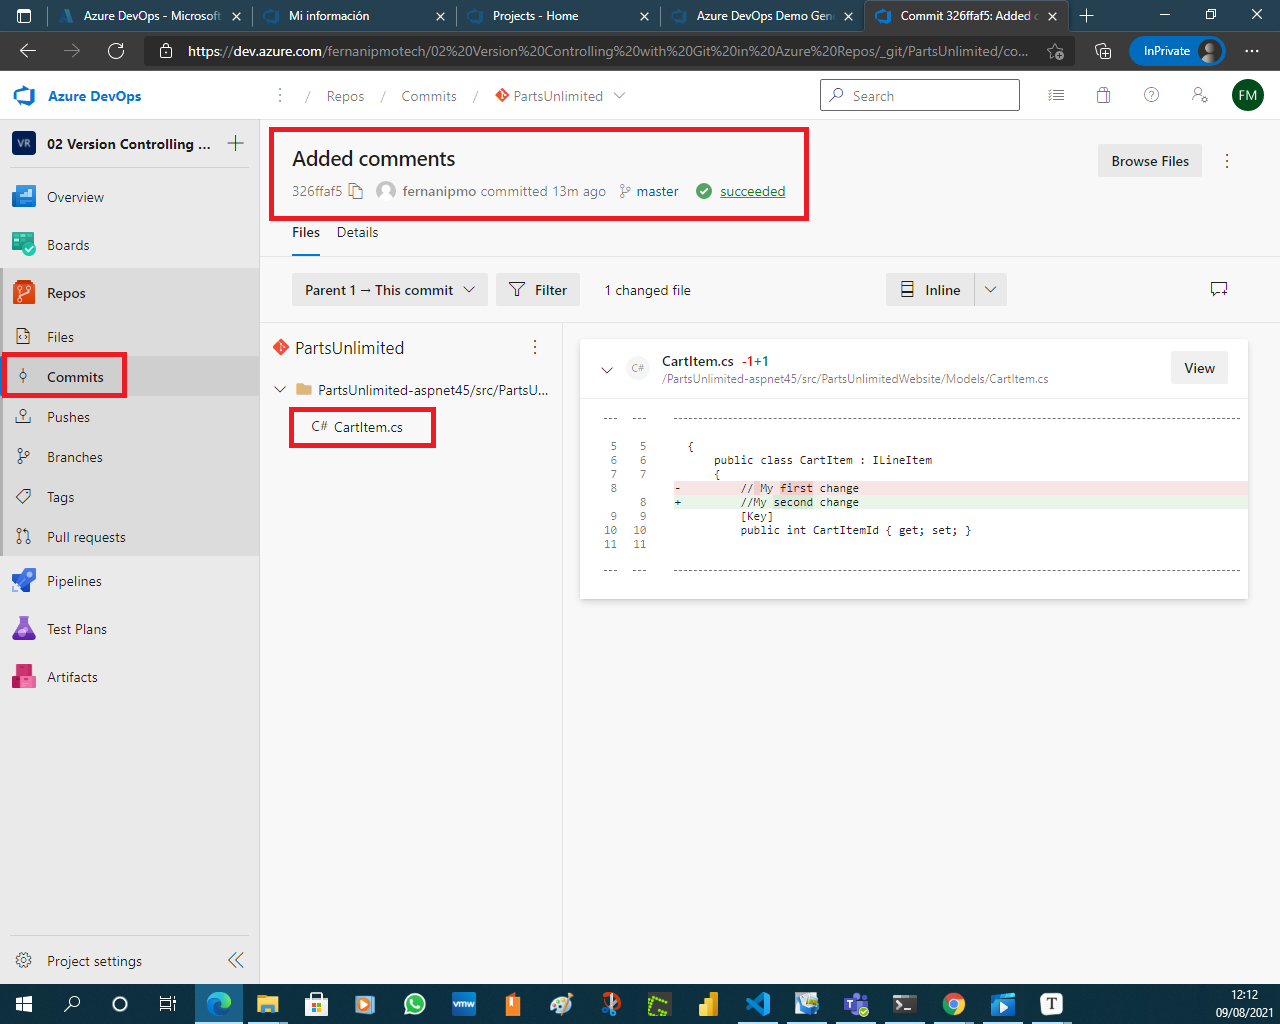 Azure DevOps - Microsoft
Mi información
Projects - Home
Azure DevOps Demo Gen
Commit 326ffaf5: Added c
https://dev.azure.com/fernanipmotech/02%20Version%20Controlling%20with%20Git%20in%20Azure%20Repos/_git/PartsUnlimited/co...
InPrivate
Azure DevOps
/ Repos / Commits / PartsUnlimited
Search
FM
VR 02 Version Controlling ...
Overview
Boards
Repos
Files
Commits
Pushes
Branches
Tags
Pull requests
Pipelines
Test Plans
Artifacts
Project settings
Added comments
326ffaf5 fernanipmo committed 13m ago master succeeded
Browse Files
Files Details
Parent 1 → This commit
Filter
1 changed file
Inline
PartsUnlimited
PartsUnlimited-aspnet45/src/PartsU...
C# CartItem.cs
C# CartItem.cs -1+1
/PartsUnlimited-aspnet45/src/PartsUnlimitedWebsite/Models/CartItem.cs
View
5 5 {
6 6 public class CartItem : ILineItem
7 7 {
8 - // My first change
8 + //My second change
9 9 [Key]
10 10 public int CartItemId { get; set; }
11 11
vmw
T
12:12
09/08/2021